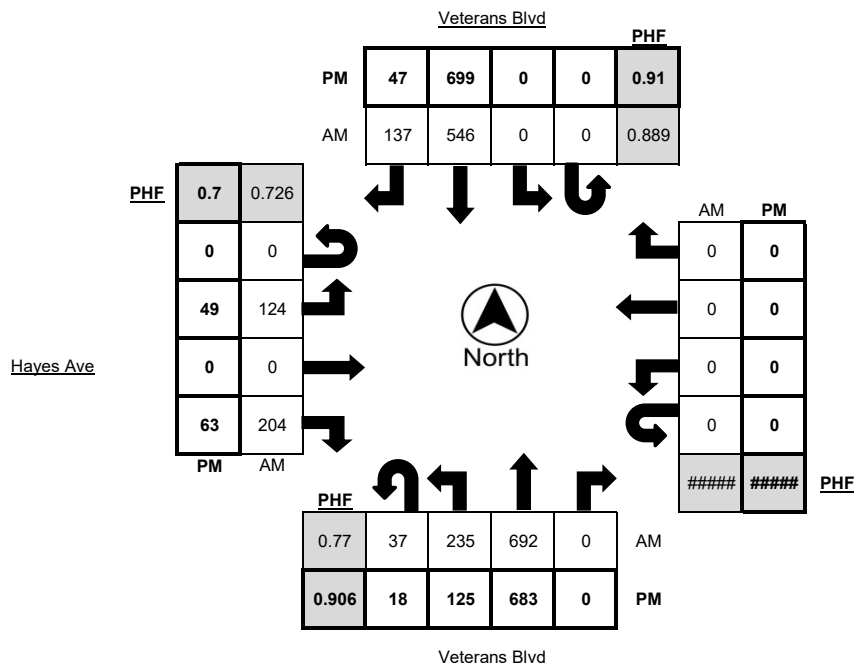 Veterans Blvd
PHF
PM 47 699 0 0 0.91
AM 137 546 0 0 0.889
PHF 0.7 0.726
0 0
49 124
0 0
63 204
PM AM
Hayes Ave
North
AM PM
0 0
0 0
0 0
0 0
##### ##### PHF
PHF
0.77 37 235 692 0 AM
0.906 18 125 683 0 PM
Veterans Blvd